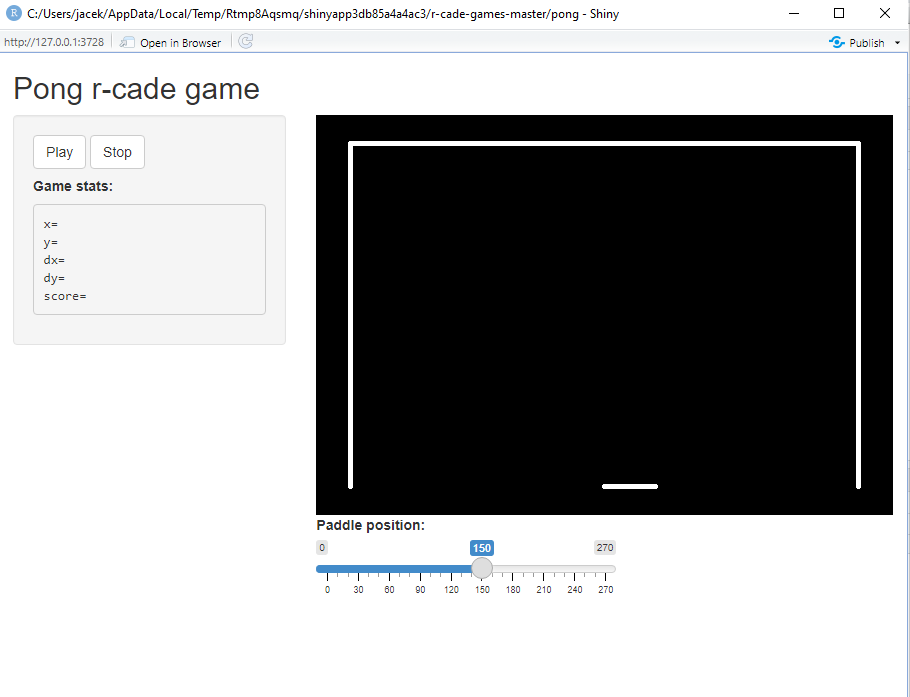 R C:/Users/jacek/AppData/Local/Temp/Rtmp8Aqsmq/shinyapp3db85a4a4ac3/r-cade-games-master/pong - Shiny
http://127.0.0.1:3728 Open in Browser Publish
Pong r-cade game
Play Stop
Game stats:
x=
y=
dx=
dy=
score=
Paddle position:
0 150 270
0 30 60 90 120 150 180 210 240 270